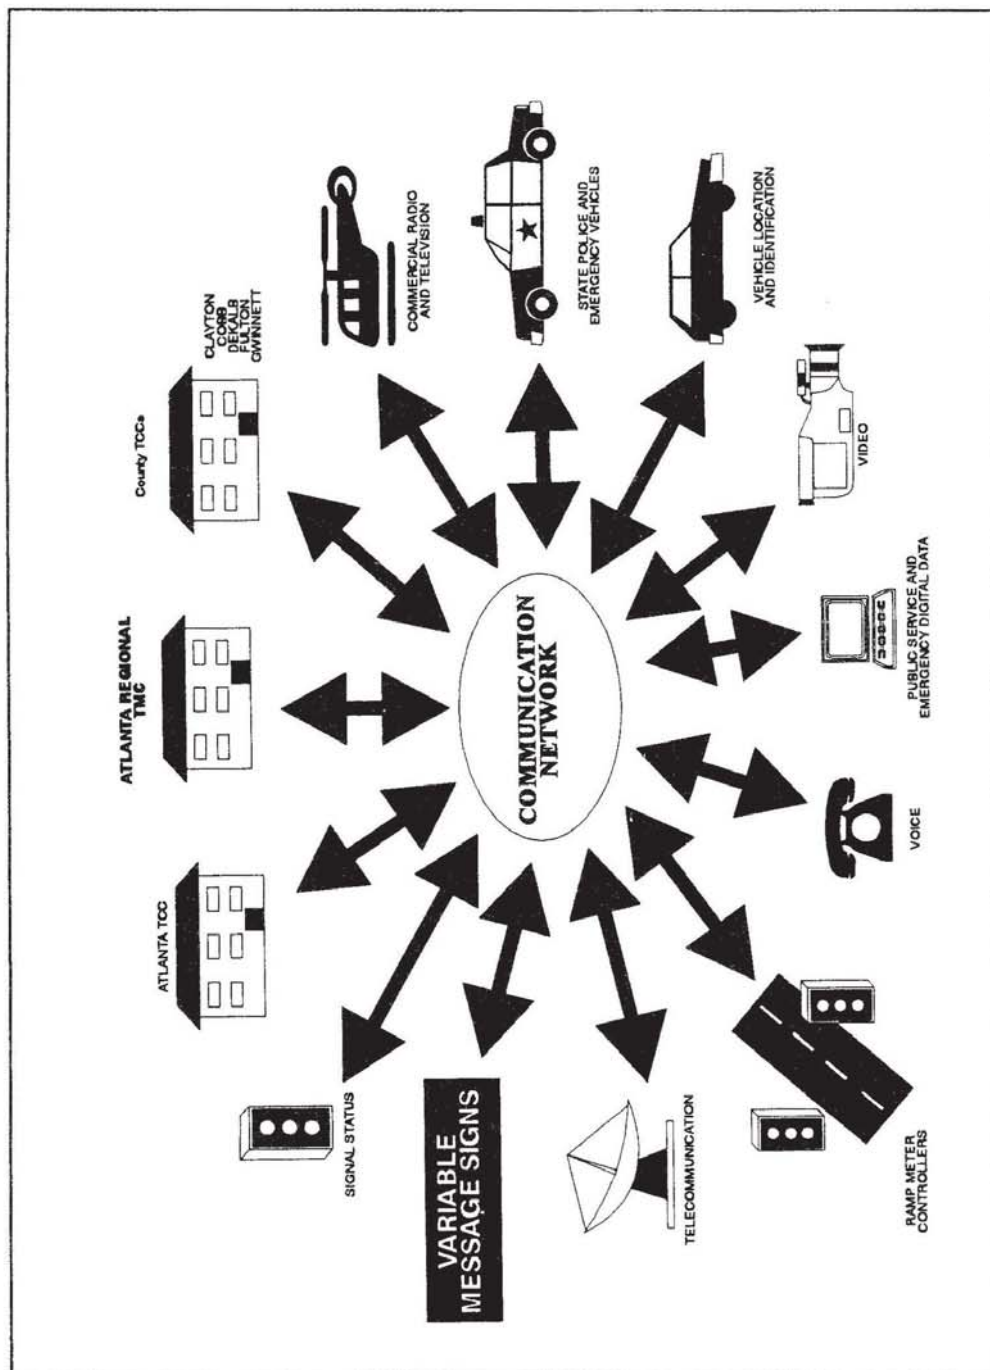 ATLANTA REGIONAL
TMC
ATLANTA TCC
County TCCs
CLAYTON
COBB
DEKALB
FULTON
GWINNETT
SIGNAL STATUS
COMMERCIAL RADIO
AND TELEVISION
VARIABLE
MESSAGE SIGNS
COMMUNICATION
NETWORK
STATE POLICE AND
EMERGENCY VEHICLES
TELECOMMUNICATION
VEHICLE LOCATION
AND IDENTIFICATION
RAMP METER
CONTROLLERS
VOICE
PUBLIC SERVICE AND
EMERGENCY DIGITAL DATA
VIDEO